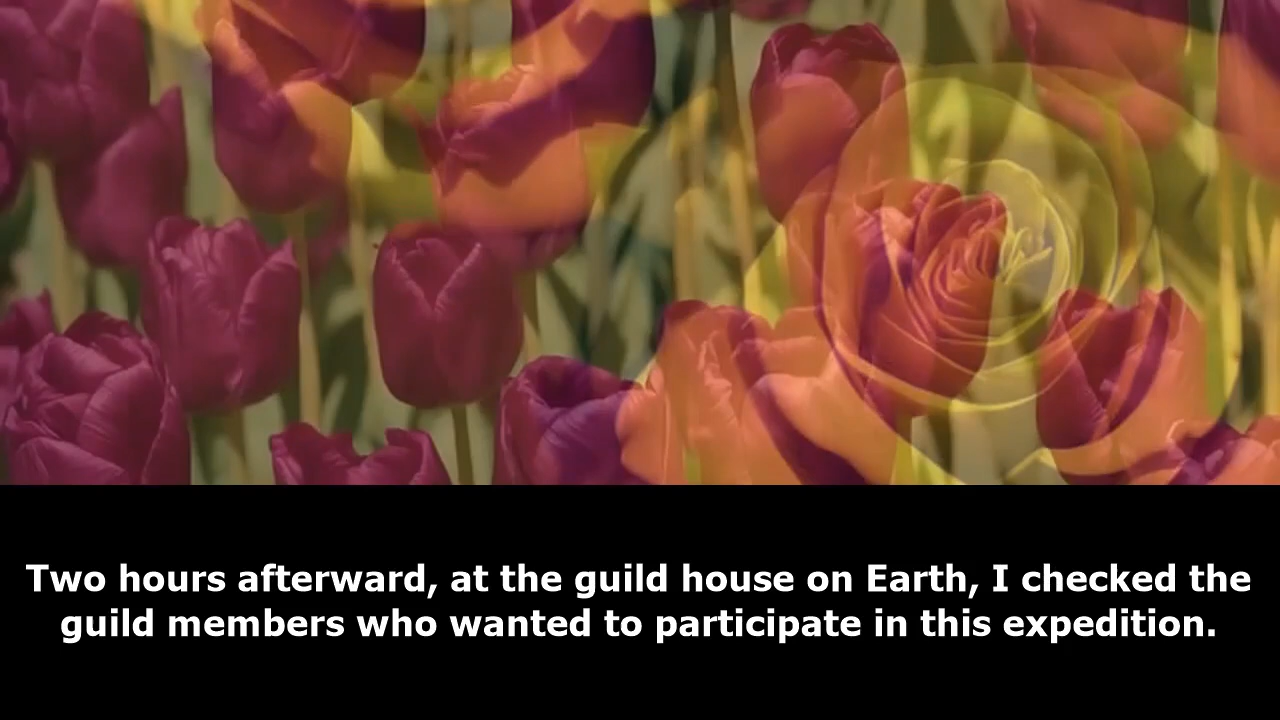 Two hours afterward, at the guild house on Earth, I checked the
guild members who wanted to participate in this expedition.